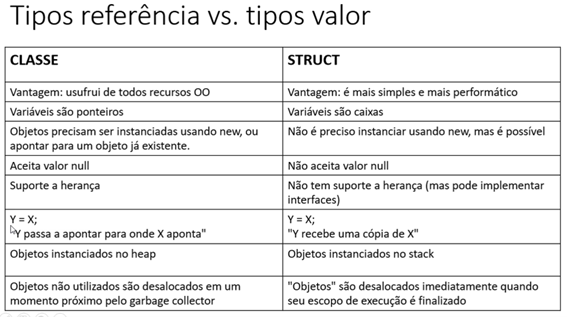 Tipos referência vs. tipos valor
CLASSE
STRUCT
Vantagem: usufrui de todos recursos OO
Vantagem: é mais simples e mais performático
Variáveis são ponteiros
Variáveis são caixas
Objetos precisam ser instanciadas usando new, ou
apontar para um objeto já existente.
Não é preciso instanciar usando new, mas é possível
Aceita valor null
Não aceita valor null
Suporte a herança
Não tem suporte a herança (mas pode implementar
interfaces)
Y = X;
"Y passa a apontar para onde X aponta"
Y = X;
"Y recebe uma cópia de X"
Objetos instanciados no heap
Objetos instanciados no stack
Objetos não utilizados são desalocados em um
momento próximo pelo garbage collector
"Objetos" são desalocados imediatamente quando
seu escopo de execução é finalizado